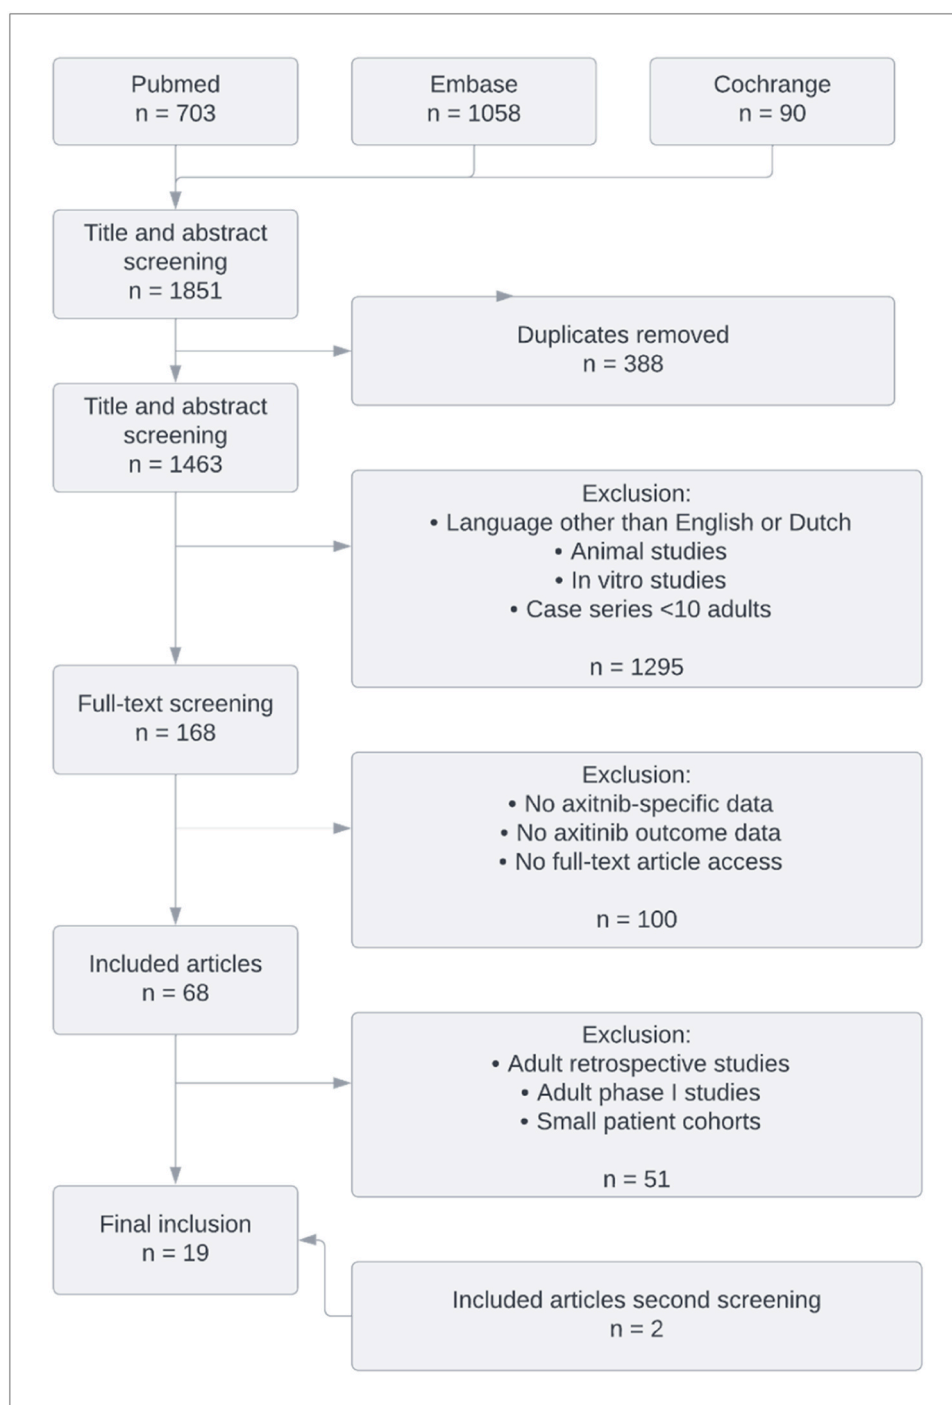 Pubmed
n = 703
Embase
n = 1058
Cochrange
n = 90
Title and abstract
screening
n = 1851
Duplicates removed
n = 388
Title and abstract
screening
n = 1463
Exclusion:
• Language other than English or Dutch
• Animal studies
• In vitro studies
• Case series <10 adults
n = 1295
Full-text screening
n = 168
Exclusion:
• No axitnib-specific data
• No axitinib outcome data
• No full-text article access
n = 100
Included articles
n = 68
Exclusion:
• Adult retrospective studies
• Adult phase I studies
• Small patient cohorts
n = 51
Final inclusion
n = 19
Included articles second screening
n = 2